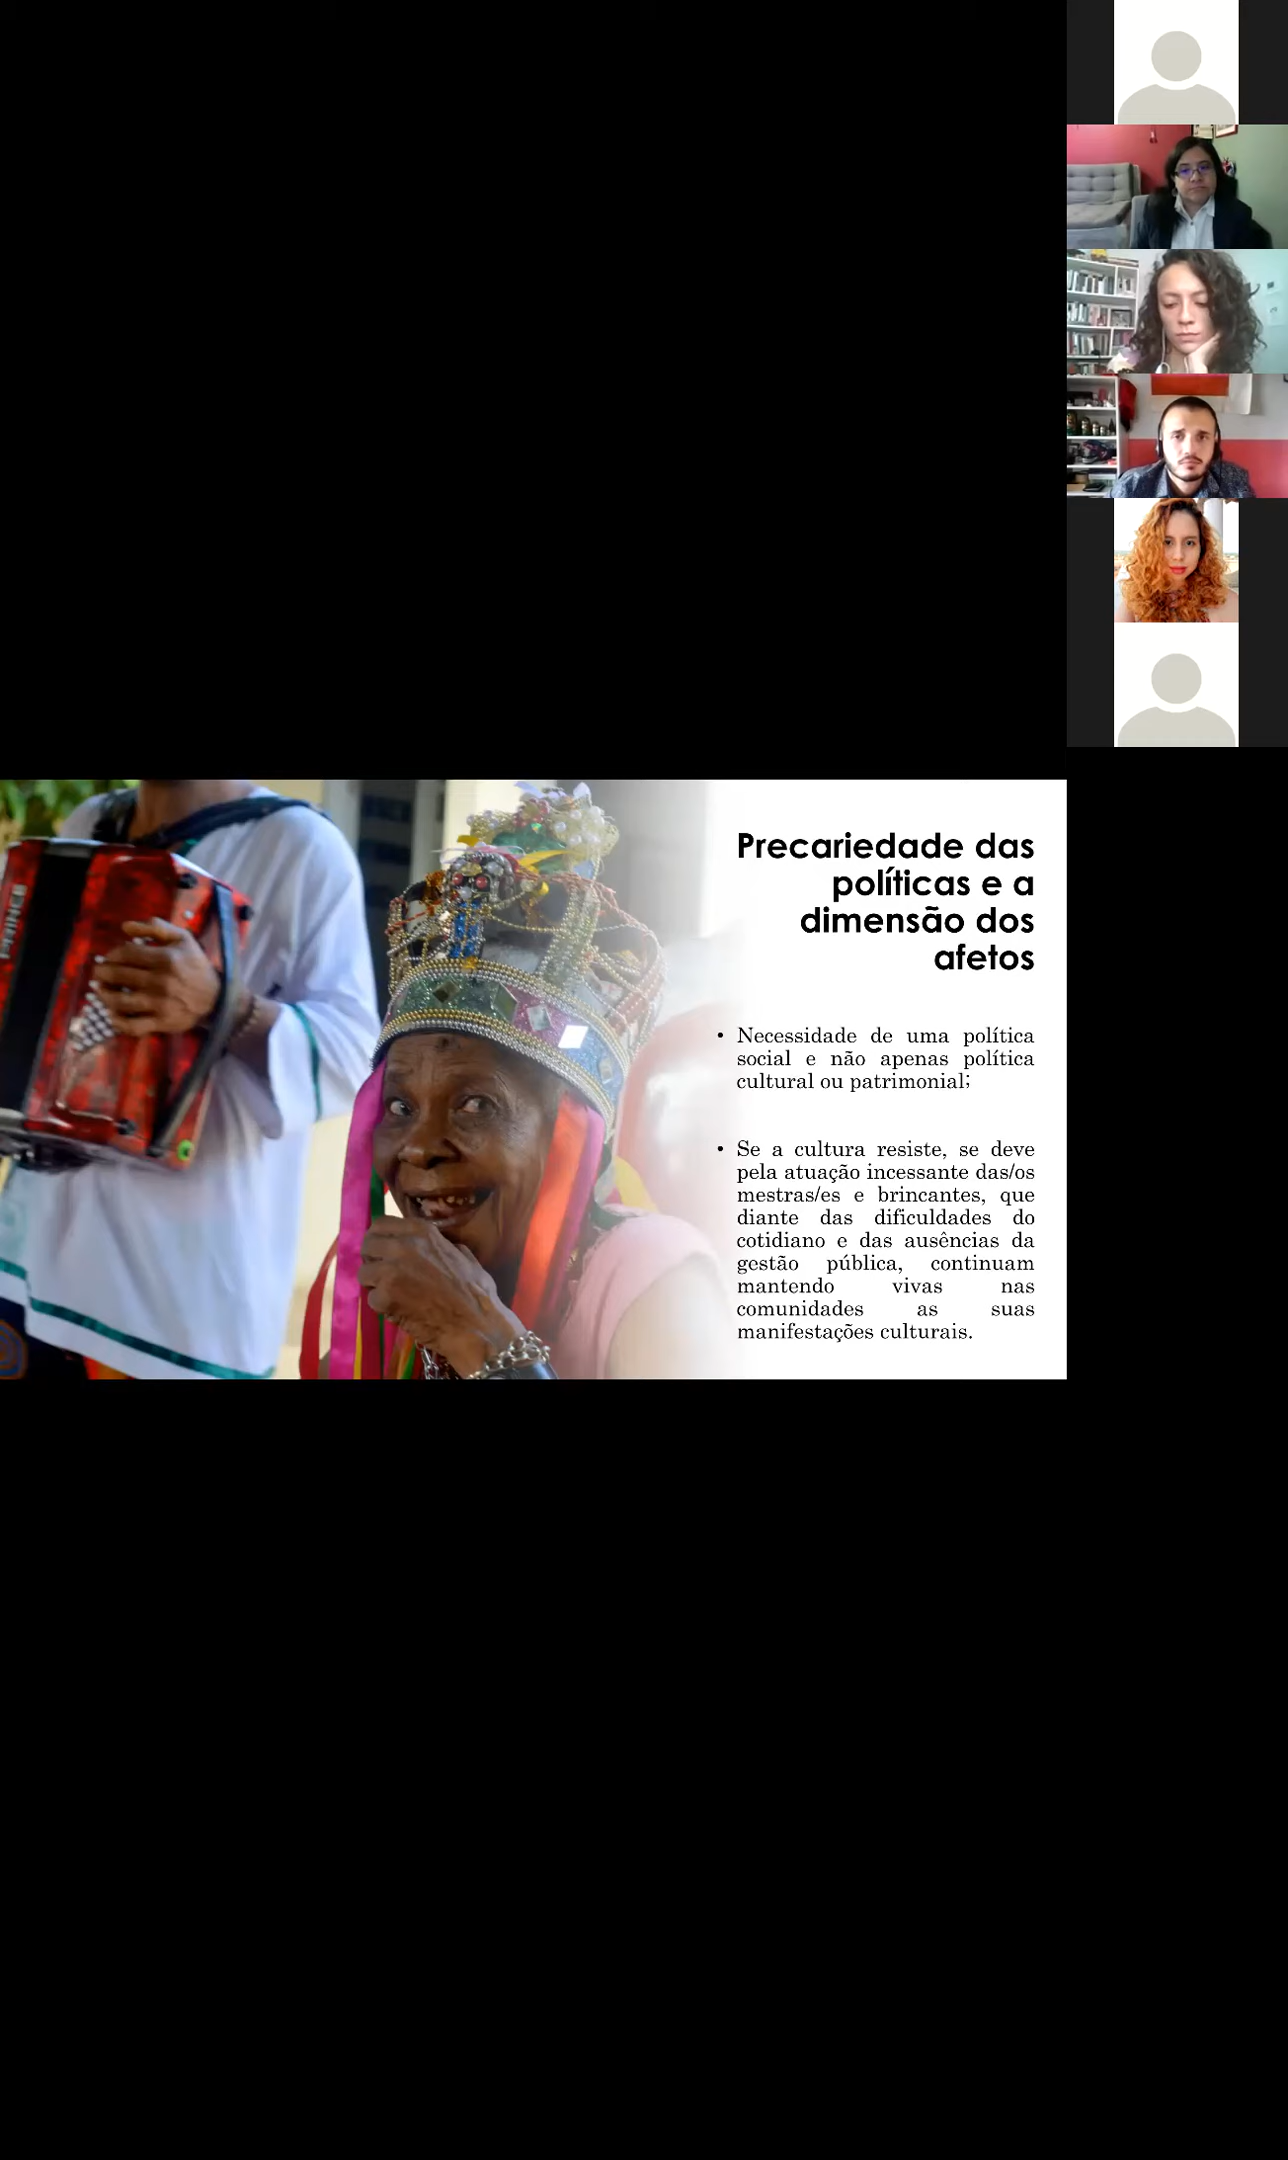 PRINCE
Precariedade das
políticas e a
dimensão dos
afetos
• Necessidade de uma política
social e não apenas política
cultural ou patrimonial;
• Se a cultura resiste, se deve
pela atuação incessante das/os
mestras/es e brincantes, que
diante das dificuldades do
cotidiano e das ausências da
gestão pública, continuam
mantendo vivas nas
comunidades as suas
manifestações culturais.